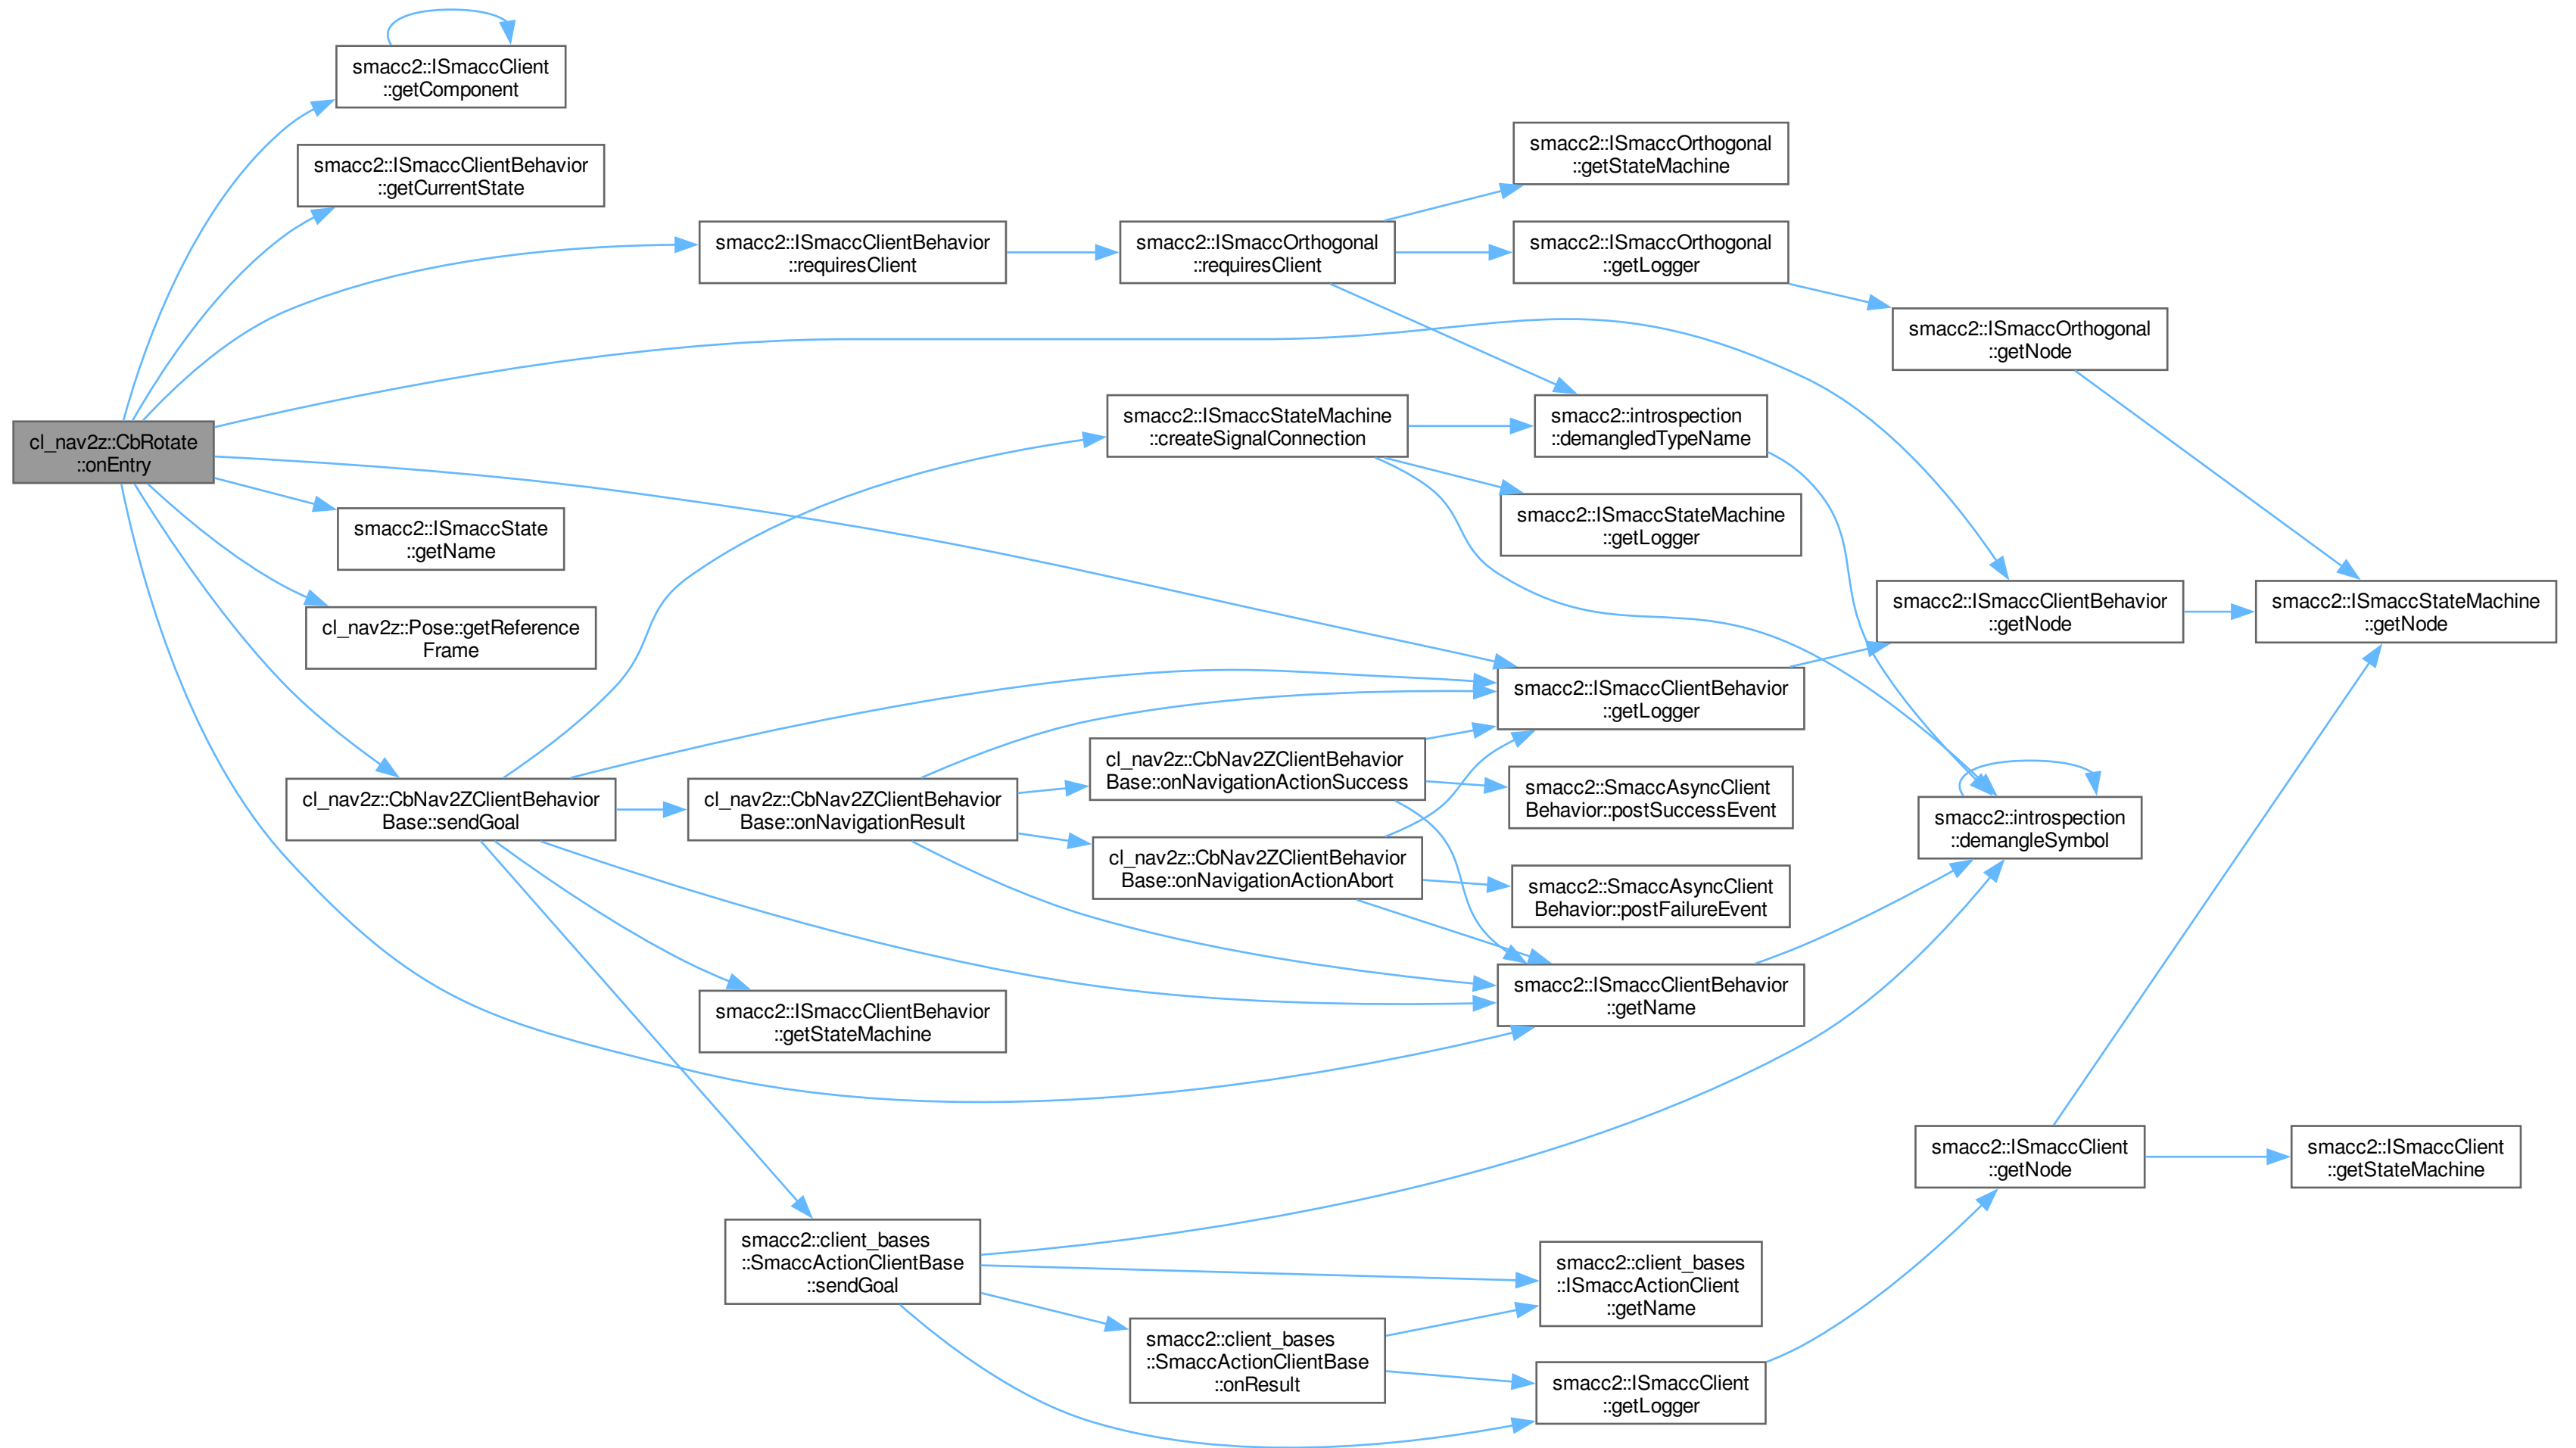 smacc2::ISmaccClient
::getComponent
smacc2::ISmaccClientBehavior
::getCurrentState
smacc2::ISmaccClientBehavior
::requiresClient
smacc2::ISmaccOrthogonal
::requiresClient
smacc2::ISmaccOrthogonal
::getStateMachine
smacc2::ISmaccOrthogonal
::getLogger
smacc2::ISmaccOrthogonal
::getNode
cl_nav2z::CbRotate
::onEntry
smacc2::ISmaccStateMachine
::createSignalConnection
smacc2::introspection
::demangledTypeName
smacc2::ISmaccState
::getName
smacc2::ISmaccStateMachine
::getLogger
cl_nav2z::Pose::getReference
Frame
smacc2::ISmaccClientBehavior
::getNode
smacc2::ISmaccStateMachine
::getNode
smacc2::ISmaccClientBehavior
::getLogger
cl_nav2z::CbNav2ZClientBehavior
Base::sendGoal
cl_nav2z::CbNav2ZClientBehavior
Base::onNavigationResult
cl_nav2z::CbNav2ZClientBehavior
Base::onNavigationActionSuccess
smacc2::SmaccAsyncClient
Behavior::postSuccessEvent
cl_nav2z::CbNav2ZClientBehavior
Base::onNavigationActionAbort
smacc2::SmaccAsyncClient
Behavior::postFailureEvent
smacc2::introspection
::demangleSymbol
smacc2::ISmaccClientBehavior
::getStateMachine
smacc2::ISmaccClientBehavior
::getName
smacc2::ISmaccClient
::getNode
smacc2::ISmaccClient
::getStateMachine
smacc2::client_bases
::SmaccActionClientBase
::sendGoal
smacc2::client_bases
::ISmaccActionClient
::getName
smacc2::client_bases
::SmaccActionClientBase
::onResult
smacc2::ISmaccClient
::getLogger